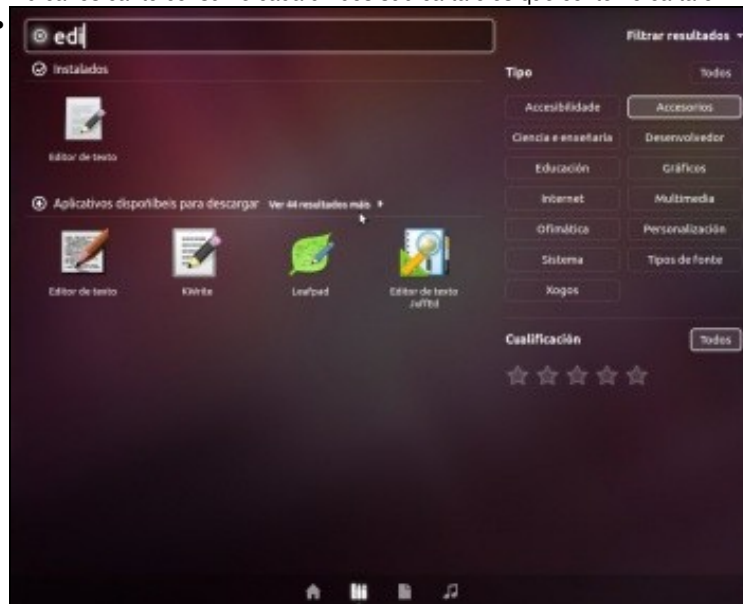 edi
Filtrar resultados
Instalados
Editor de texto
Aplicativos dispoñibeis para descargar Ver 44 resultados máis
Editor de texto
KWrite
Leafpad
Editor de texto
JuffEd
Tipo Todos
Accesibilidade Accesorios
Ciencia e enxeñaría Desenvolvedor
Educación Gráficos
Internet Multimedia
Ofimática Personalización
Sistema Tipos de fonte
Xogos
Cualificación Todos